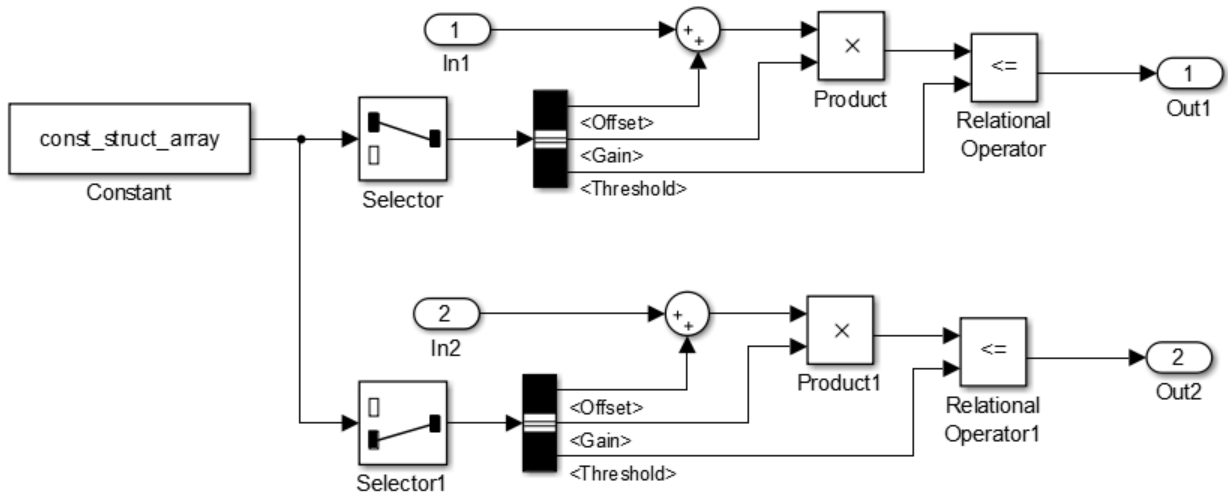 1
In1
+
+
×
Product
<=
Relational
Operator
1
Out1
const_struct_array
Constant
Selector
<Offset>
<Gain>
<Threshold>
2
In2
+
+
×
Product1
<=
Relational
Operator1
2
Out2
Selector1
<Offset>
<Gain>
<Threshold>